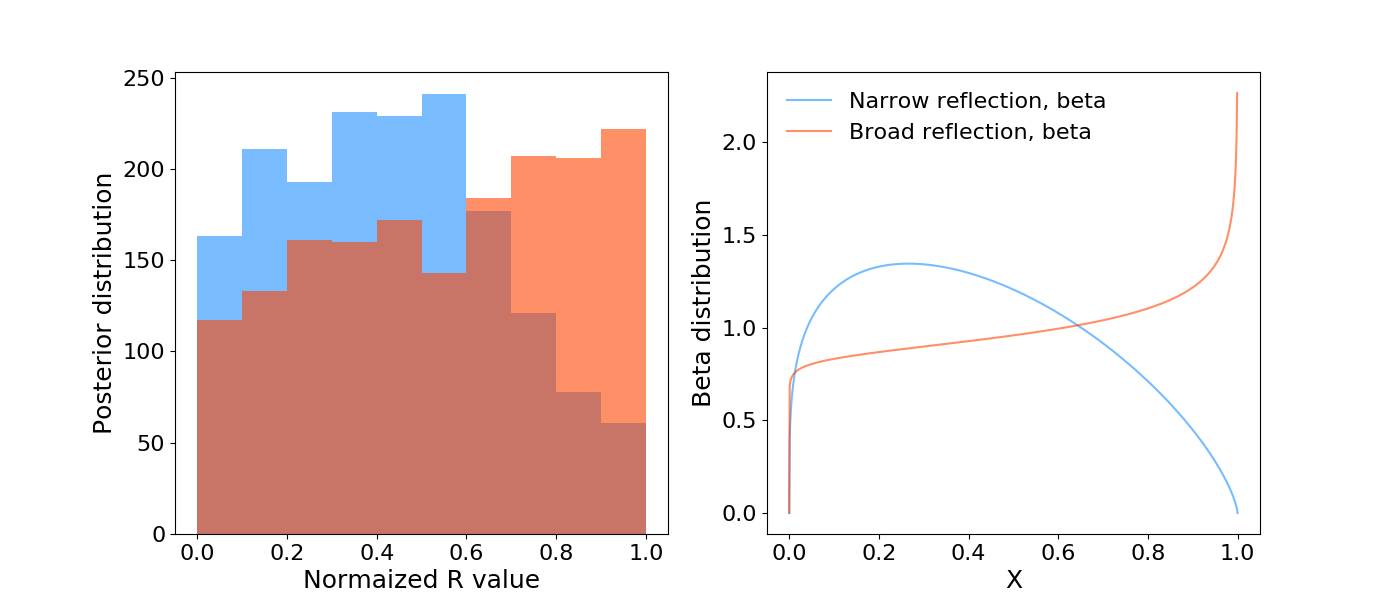 250
200
150
100
50
0
Posterior distribution
0.0 0.2 0.4 0.6 0.8 1.0
Normaized R value
Narrow reflection, beta
Broad reflection, beta
2.0
1.5
1.0
0.5
0.0
Beta distribution
0.0 0.2 0.4 0.6 0.8 1.0
X